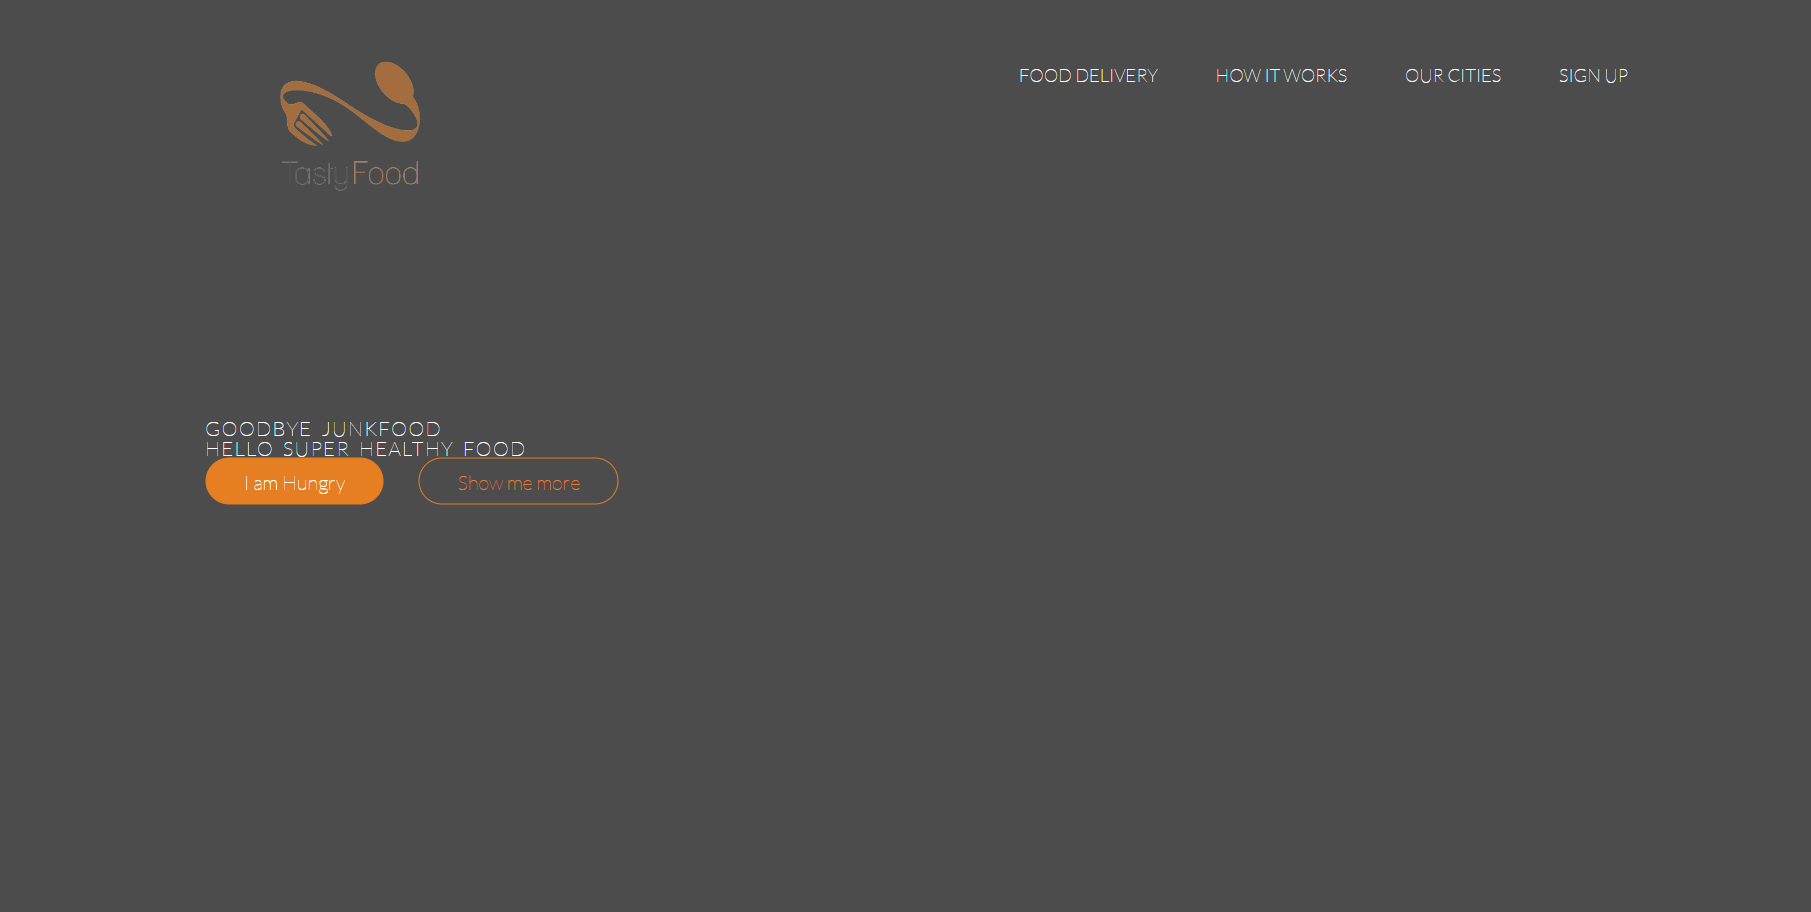 TastyFood
FOOD DELIVERY
HOW IT WORKS
OUR CITIES
SIGN UP
GOODBYE JUNKFOOD
HELLO SUPER HEALTHY FOOD
I am Hungry
Show me more